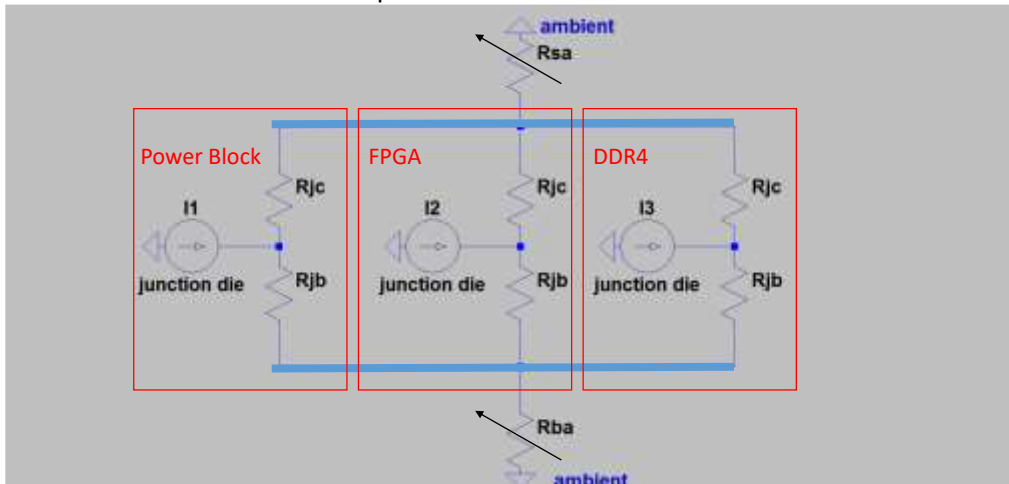 ambient
Rsa
Power Block
FPGA
DDR4
Rjc
Rjc
Rjc
I1
I2
I3
junction die
Rjb
junction die
Rjb
junction die
Rjb
Rba
ambient